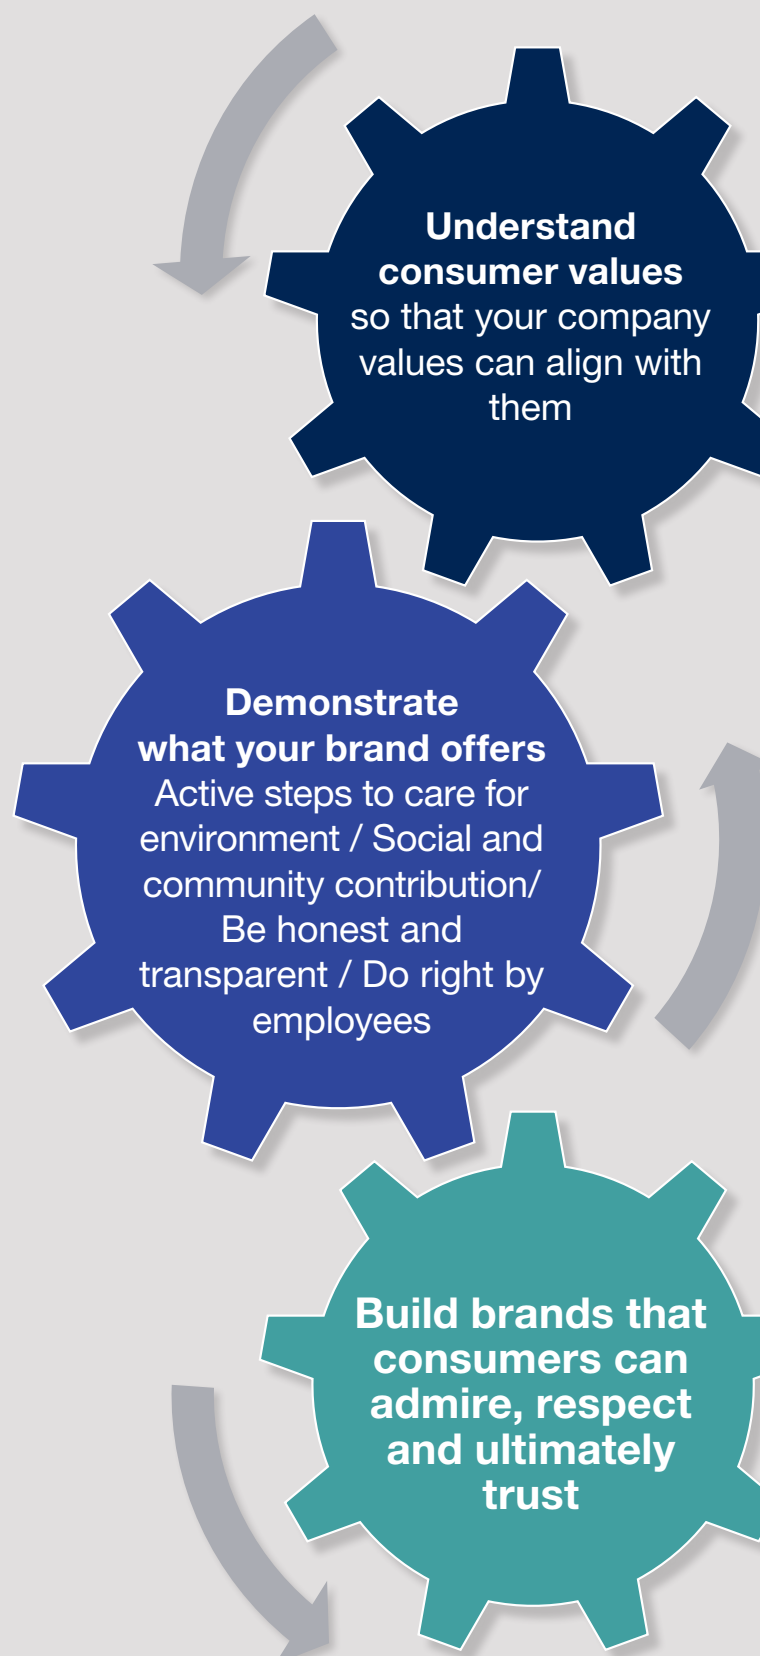 Understand
consumer values
so that your company
values can align with
them
Demonstrate
what your brand offers
Active steps to care for
environment / Social and
community contribution/
Be honest and
transparent / Do right by
employees
Build brands that
consumers can
admire, respect
and ultimately
trust